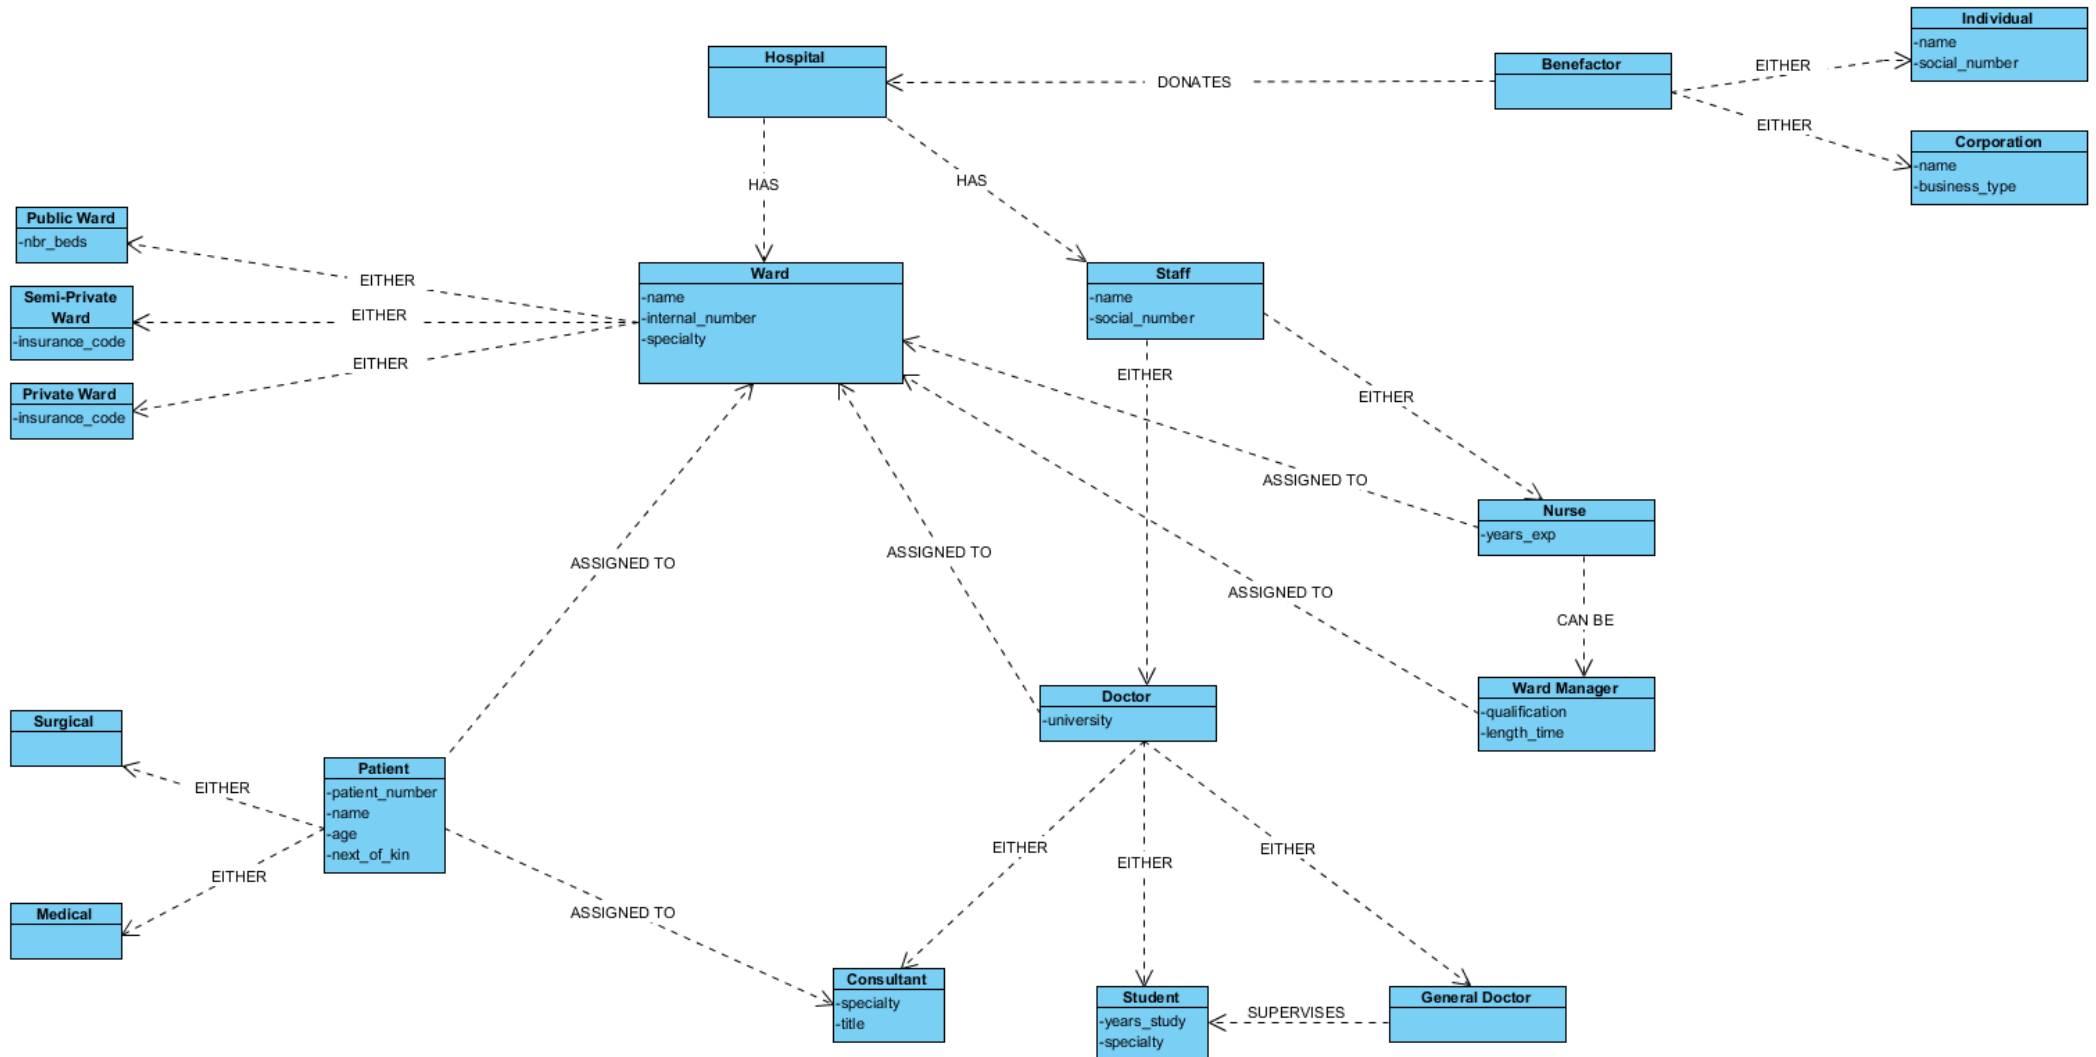 Individual
-name
-social_number
Hospital
Benefactor
EITHER
DONATES
EITHER
Corporation
-name
-business_type
HAS
HAS
Public Ward
-nbr_beds
EITHER
Semi-Private
Ward
-insurance_code
EITHER
Private Ward
-insurance_code
EITHER
Ward
-name
-internal_number
-specialty
Staff
-name
-social_number
EITHER
EITHER
ASSIGNED TO
Nurse
-years_exp
ASSIGNED TO
ASSIGNED TO
ASSIGNED TO
CAN BE
Ward Manager
-qualification
-length_time
Doctor
-university
Surgical
Patient
-patient_number
-name
-age
-next_of_kin
EITHER
EITHER
Medical
ASSIGNED TO
EITHER
EITHER
EITHER
Consultant
-specialty
-title
Student
-years_study
-specialty
SUPERVISES
General Doctor